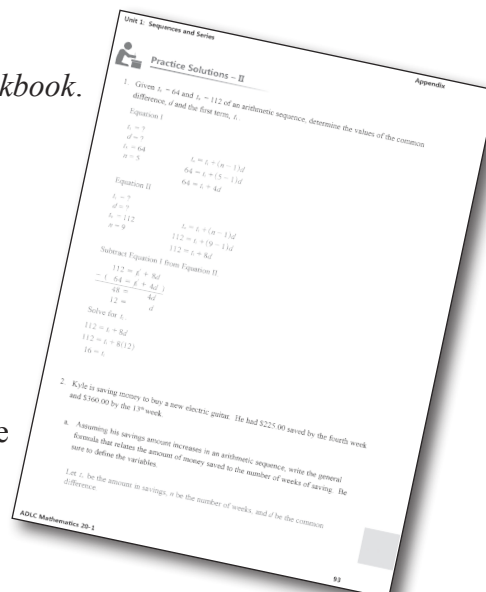 kbook.
e
Unit 1: Sequences and Series
Appendix
Practice Solutions – II
1. Given t₅ = 64 and t₉ = 112 of an arithmetic sequence, determine the values of the common
difference, d and the first term, t₁
Equation I
t₁ = ?
d = ?
t₅ = 64
n = 5
tₙ = t₁ + (n − 1)d
64 = t₁ + (5 − 1)d
64 = t₁ + 4d
Equation II
t₁ = ?
d = ?
t₉ = 112
n = 9
tₙ = t₁ + (n − 1)d
112 = t₁ + (9 − 1)d
112 = t₁ + 8d
Subtract Equation I from Equation II
112 = t₁ + 8d
− ( 64 = t₁ + 4d )
48 = 4d
12 = d
Solve for t₁
112 = t₁ + 8d
112 = t₁ + 8(12)
16 = t₁
2. Kyle is saving money to buy a new electric guitar. He had $225.00 saved by the fourth week
and $360.00 by the 13ᵗʰ week.
a. Assuming his savings amount increases in an arithmetic sequence, write the general
formula that relates the amount of money saved to the number of weeks of saving. Be
sure to define the variables.
Let tₙ be the amount in savings, n be the number of weeks, and d be the common
difference.
ADLC Mathematics 20-1
93